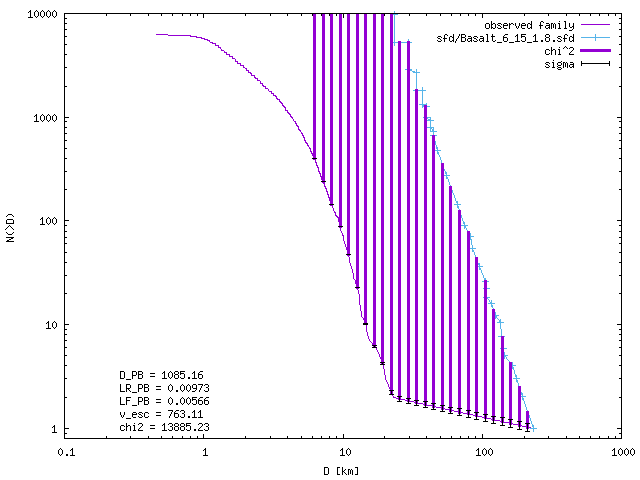 10000
1000
100
10
1
N(>D)
observed family
sfd/Basalt_6_15_1.8.sfd
chi^2
sigma
D_PB = 1085.16
LR_PB = 0.00973
LF_PB = 0.00566
v_esc = 763.11
chi2 = 13885.23
0.1 1 10 100 1000
D [km]